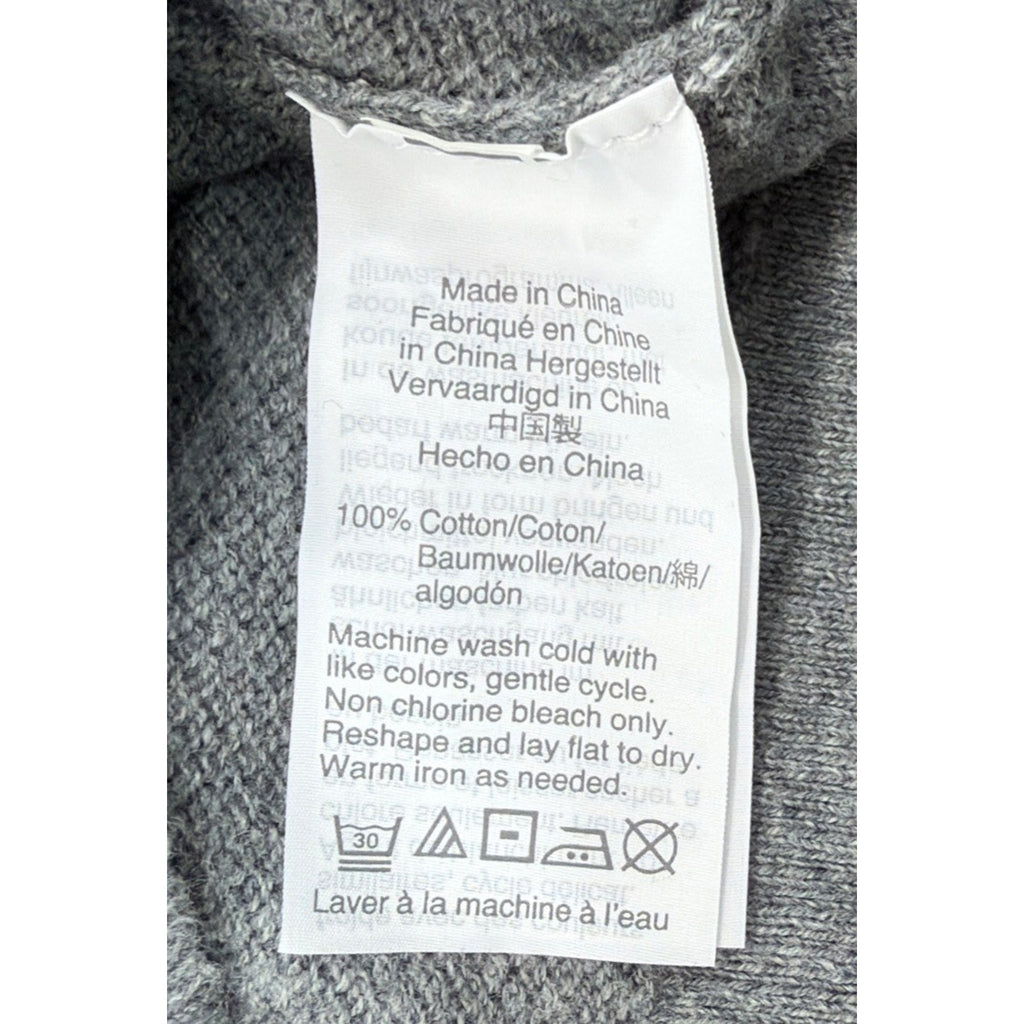 Made in China
Fabriqué en Chine
in China Hergestellt
Vervaardigd in China
中国製
Hecho en China
100% Cotton/Coton/
Baumwolle/Katoen/綿/
algodón
Machine wash cold with
like colors, gentle cycle.
Non chlorine bleach only.
Reshape and lay flat to dry.
Warm iron as needed.
30
Laver à la machine à l'eau